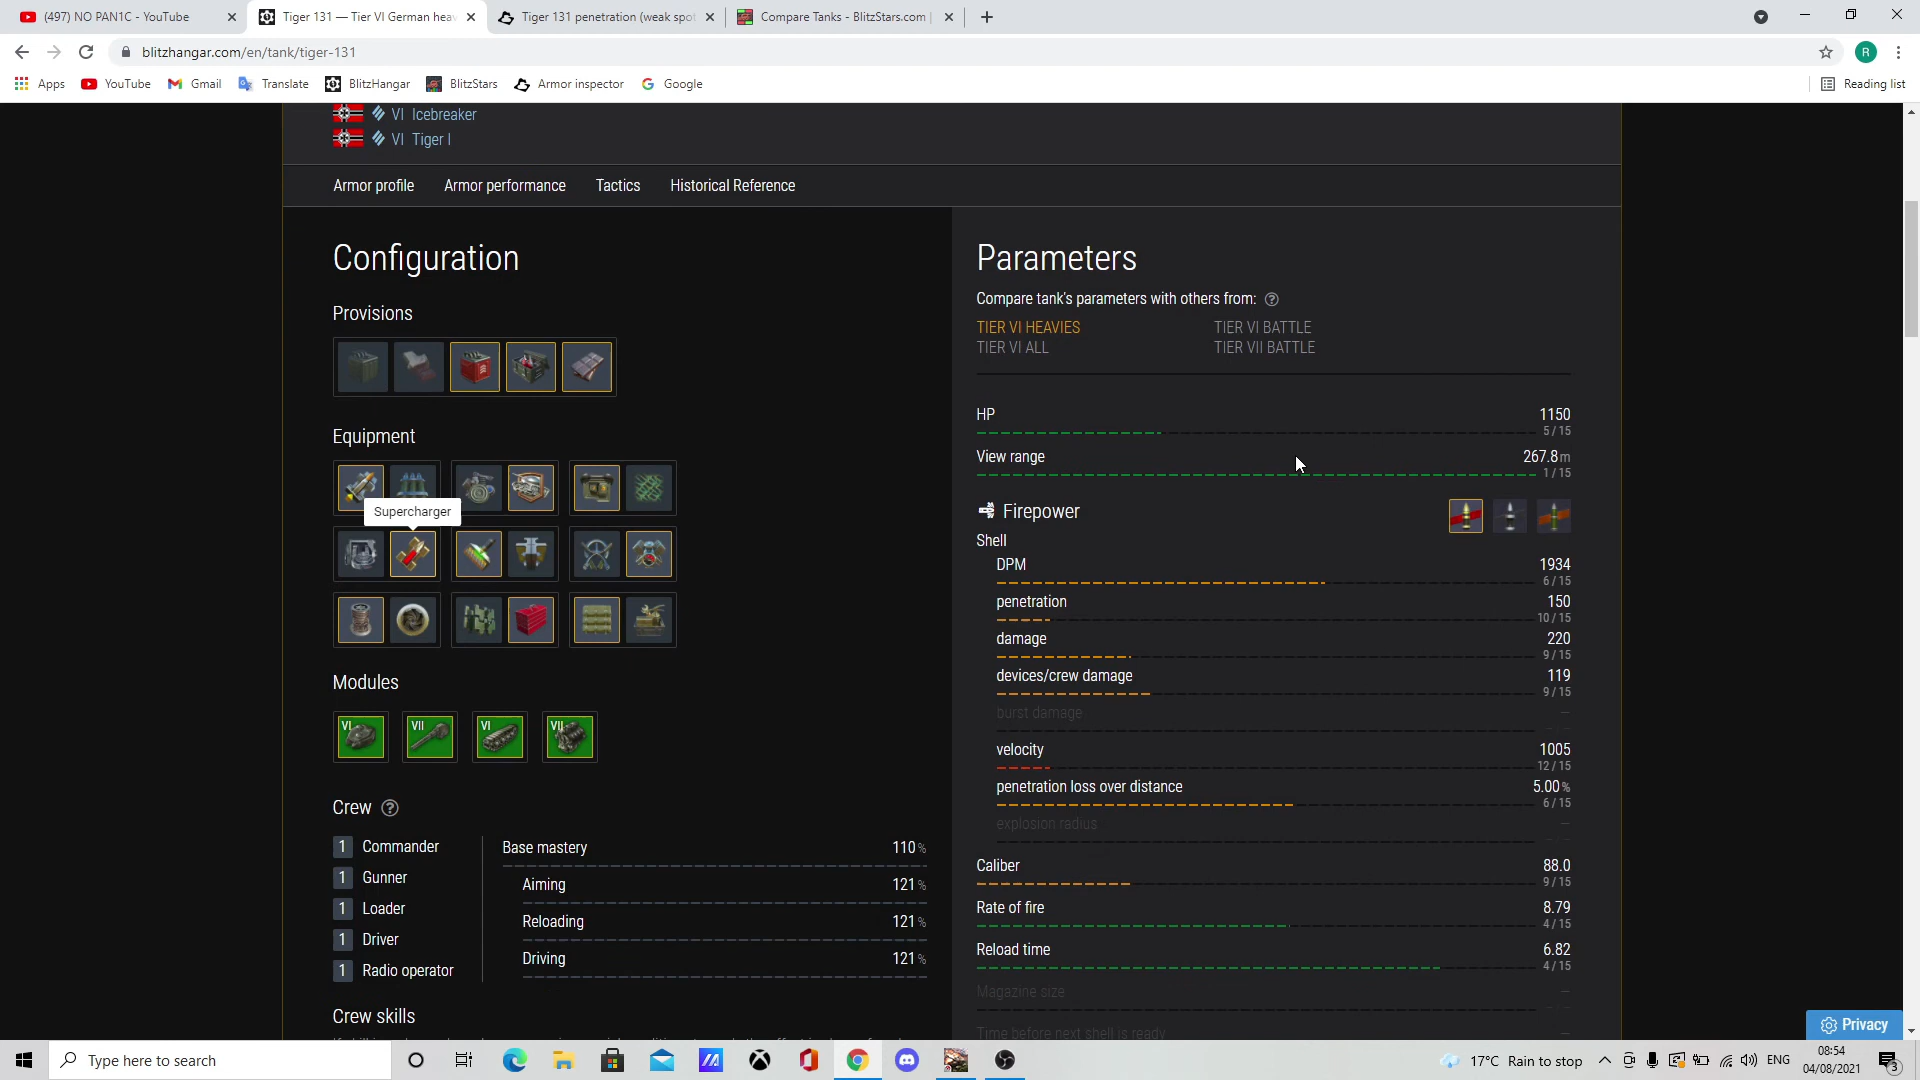 (497) NO PAN1C - YouTube
Tiger 131 — Tier VI German hea
Tiger 131 penetration (weak spot
Compare Tanks - BlitzStars.com |
blitzhangar.com/en/tank/tiger-131
R
Apps
YouTube
Gmail
Translate
BlitzHangar
BlitzStars
Armor inspector
Google
Reading list
VI Icebreaker
VI Tiger I
Armor profile
Armor performance
Tactics
Historical Reference
Configuration
Provisions
Equipment
Supercharger
Modules
VI
VII
VI
VII
Crew
1 Commander
1 Gunner
1 Loader
1 Driver
1 Radio operator
Base mastery 110 %
Aiming 121 %
Reloading 121 %
Driving 121 %
Crew skills
Parameters
Compare tank's parameters with others from:
TIER VI HEAVIES TIER VI BATTLE
TIER VI ALL TIER VII BATTLE
HP 1150
5 / 15
View range 267.8 m
1 / 15
Firepower
Shell
DPM 1934
6 / 15
penetration 150
10 / 15
damage 220
9 / 15
devices/crew damage 119
9 / 15
burst damage —
velocity 1005
12 / 15
penetration loss over distance 5.00 %
6 / 15
explosion radius —
Caliber 88.0
9 / 15
Rate of fire 8.79
4 / 15
Reload time 6.82
4 / 15
Magazine size —
Time before next shell is ready
Privacy
Type here to search
17°C Rain to stop
ENG
08:54
04/08/2021
3